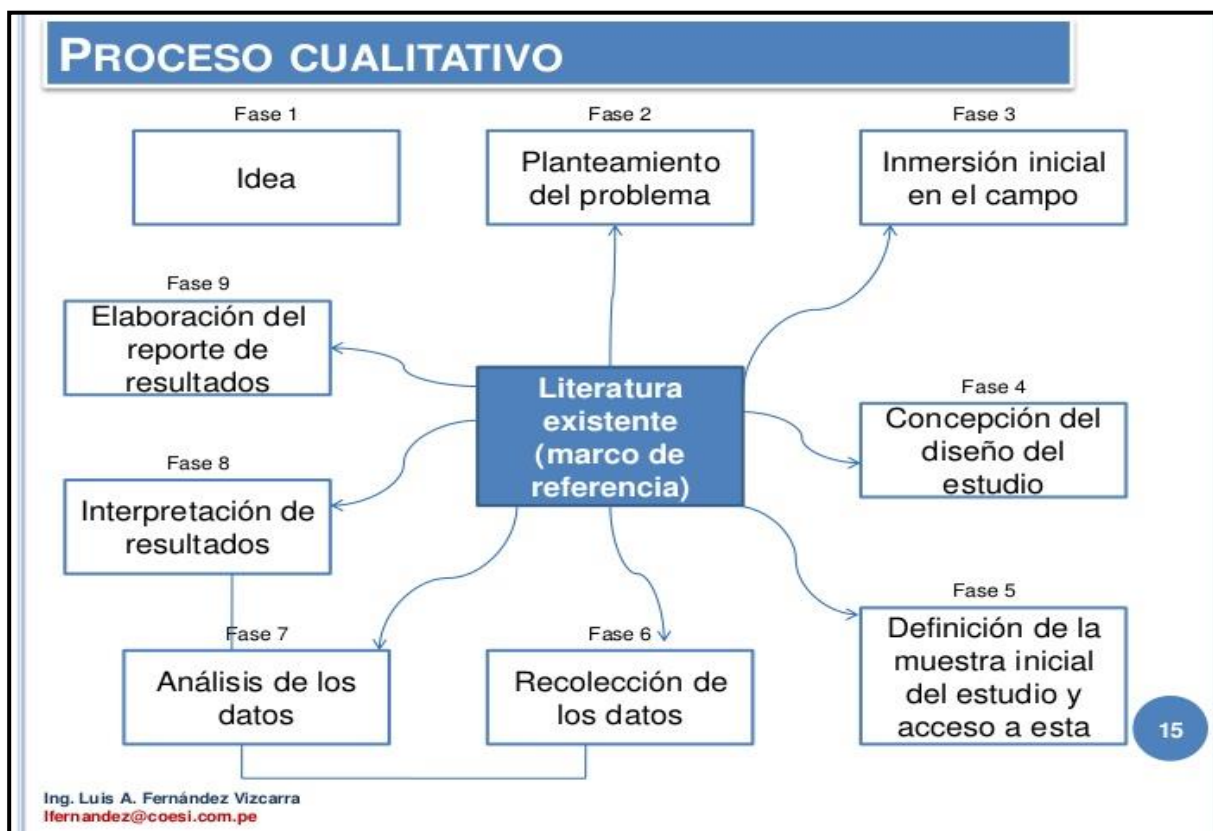 PROCESO CUALITATIVO
Fase 1
Idea
Fase 2
Planteamiento
del problema
Fase 3
Inmersión inicial
en el campo
Fase 9
Elaboración del
reporte de
resultados
Literatura
existente
(marco de
referencia)
Fase 4
Concepción del
diseño del
estudio
Fase 8
Interpretación de
resultados
Fase 5
Definición de la
muestra inicial
del estudio y
acceso a esta
Fase 7
Análisis de los
datos
Fase 6
Recolección de
los datos
15
Ing. Luis A. Fernández Vizcarra
lfernandez@coesi.com.pe